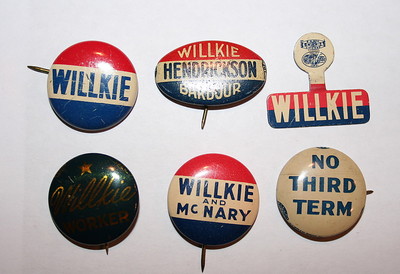 WILLKIE
WILLKIE
HENDRICKSON
BARBOUR
WILLKIE
Willkie
WORKER
WILLKIE
AND
McNARY
NO
THIRD
TERM